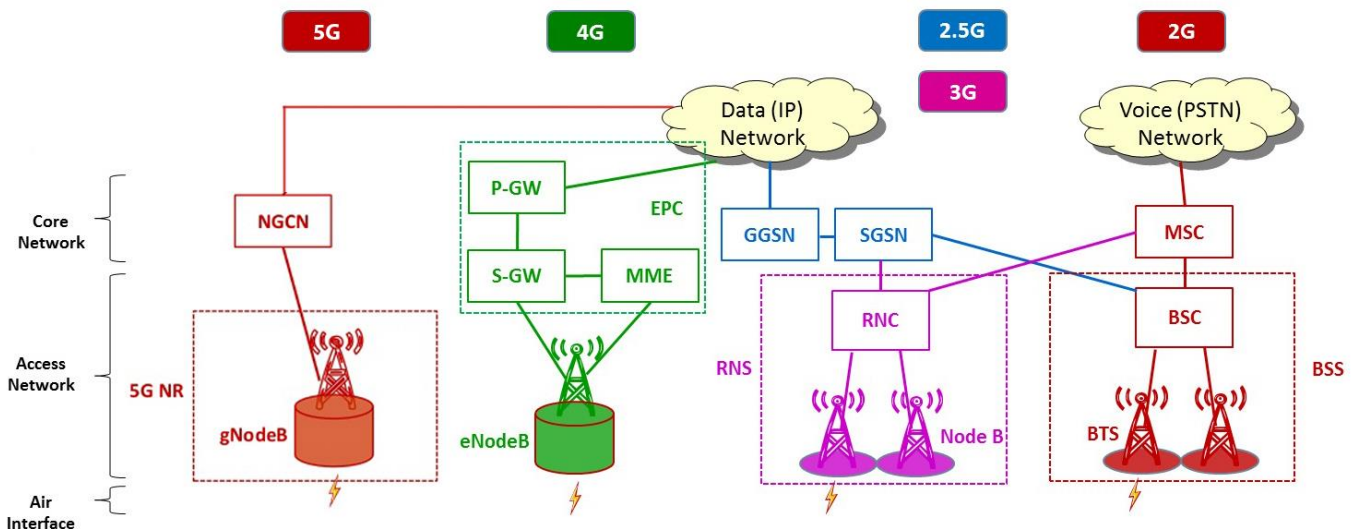 5G
4G
2.5G
2G
3G
Data (IP)
Network
Voice (PSTN)
Network
P-GW
EPC
Core
Network
NGCN
GGSN
SGSN
MSC
S-GW
MME
RNC
BSC
Access
Network
5G NR
RNS
BSS
gNodeB
eNodeB
Node B
BTS
Air
Interface